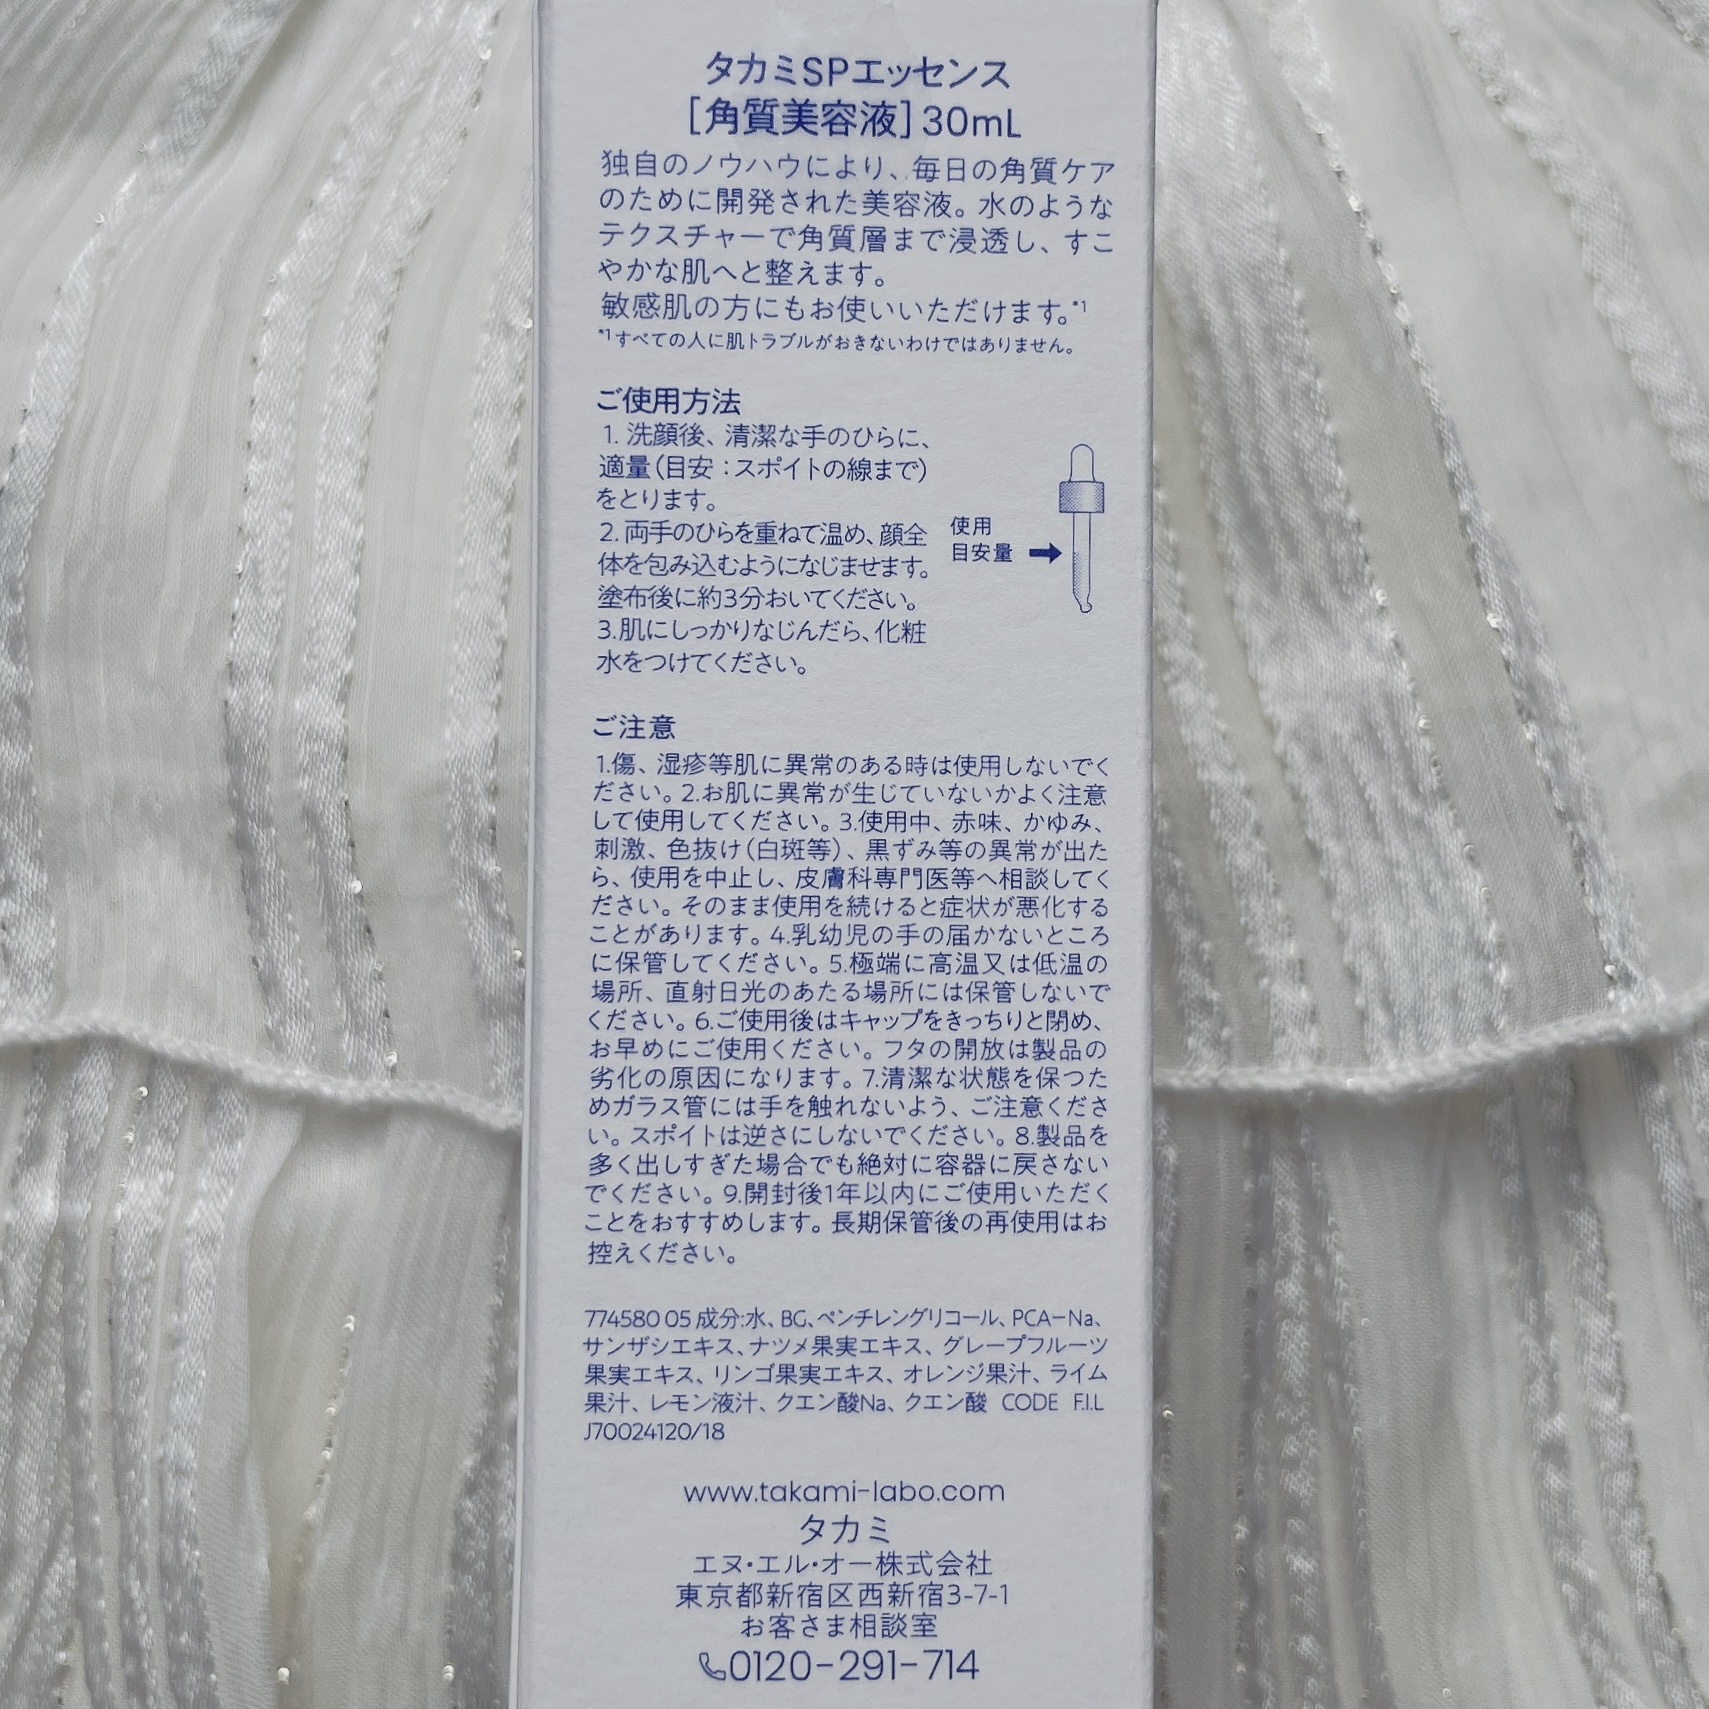 タカミSPエッセンス
[角質美容液]30mL
独自のノウハウにより、毎日の角質ケア
のために開発された美容液。水のような
テクスチャーで角質層まで浸透し、すこ
やかな肌へと整えます。
敏感肌の方にもお使いいただけます。*1
*1すべての人に肌トラブルがおきないわけではありません。
ご使用方法
1. 洗顔後、清潔な手のひらに、
適量(目安:スポイトの線まで)
をとります。
2. 両手のひらを重ねて温め、顔全
体を包み込むようになじませます。
塗布後に約3分おいてください。
3.肌にしっかりなじんだら、化粧
水をつけてください。
使用
目安量
ご注意
1.傷、湿疹等肌に異常のある時は使用しないでく
ださい。2.お肌に異常が生じていないかよく注意
して使用してください。3.使用中、赤味、かゆみ、
刺激、色抜け(白斑等)、黒ずみ等の異常が出た
ら、使用を中止し、皮膚科専門医等へ相談してく
ださい。そのまま使用を続けると症状が悪化する
ことがあります。4.乳幼児の手の届かないところ
に保管してください。5.極端に高温又は低温の
場所、直射日光のあたる場所には保管しないで
ください。6.ご使用後はキャップをきっちりと閉め、
お早めにご使用ください。フタの開放は製品の
劣化の原因になります。7.清潔な状態を保つた
めガラス管には手を触れないよう、ご注意くださ
い。スポイトは逆さにしないでください。8.製品を
多く出しすぎた場合でも絶対に容器に戻さない
でください。9.開封後1年以内にご使用いただく
ことをおすすめします。長期保管後の再使用はお
控えください。
774580 05 成分:水、BG、ペンチレングリコール、PCA-Na、
サンザシエキス、ナツメ果実エキス、グレープフルーツ
果実エキス、リンゴ果実エキス、オレンジ果汁、ライム
果汁、レモン液汁、クエン酸Na、クエン酸 CODE F.I.L
J70024120/18
www.takami-labo.com
タカミ
エヌ・エル・オー株式会社
東京都新宿区西新宿3-7-1
お客さま相談室
0120-291-714